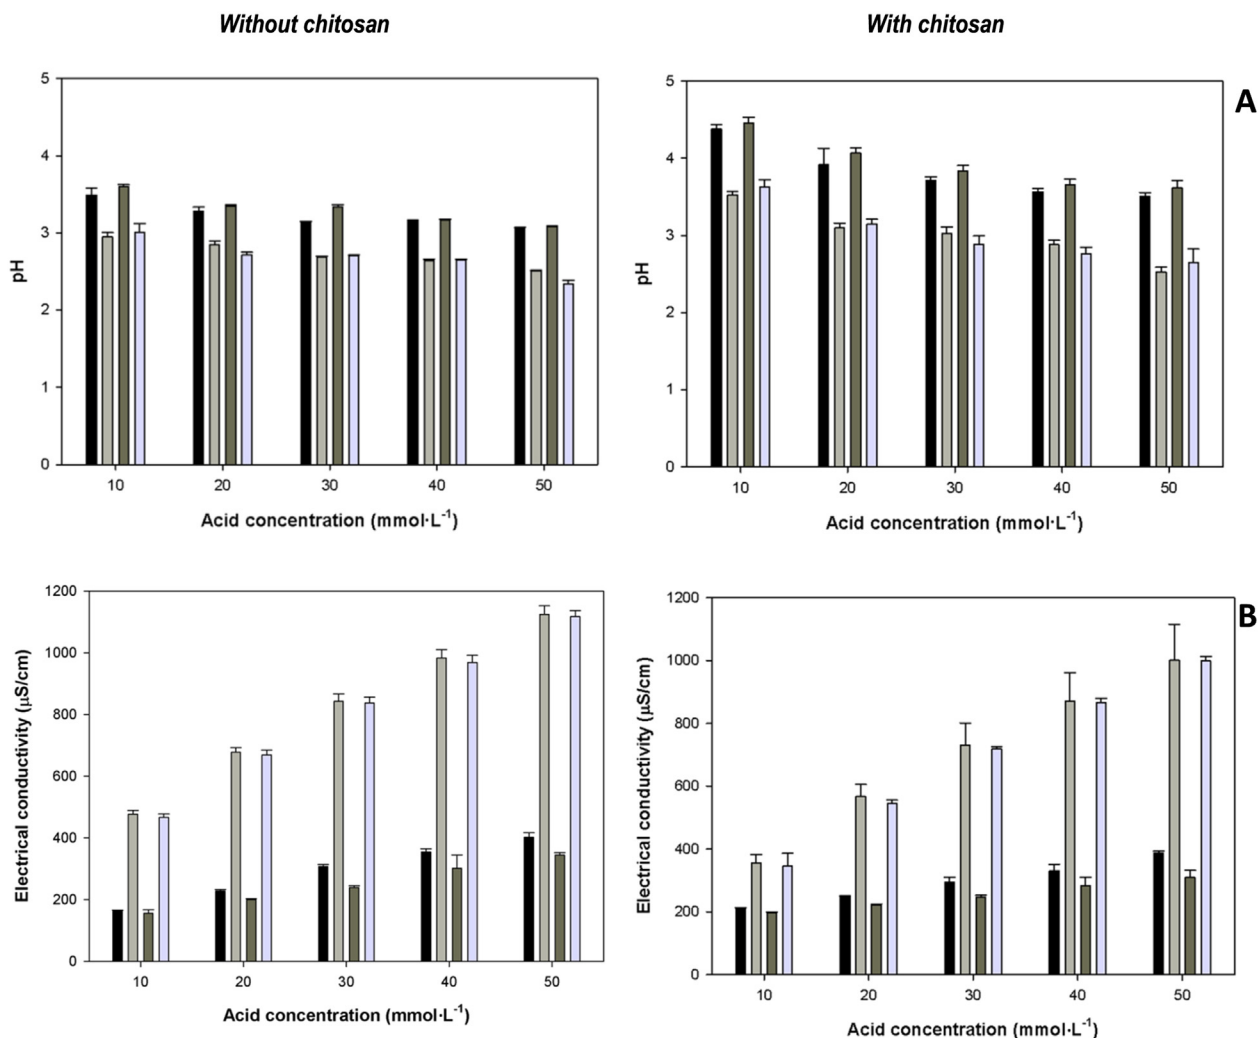 Without chitosan
With chitosan
A
5
4
3
2
1
0
pH
10 20 30 40 50
Acid concentration (mmol·L⁻¹)
5
4
3
2
1
0
pH
10 20 30 40 50
Acid concentration (mmol·L⁻¹)
B
1200
1000
800
600
400
200
0
Electrical conductivity (µS/cm)
10 20 30 40 50
Acid concentration (mmol·L⁻¹)
1200
1000
800
600
400
200
0
Electrical conductivity (µS/cm)
10 20 30 40 50
Acid concentration (mmol·L⁻¹)